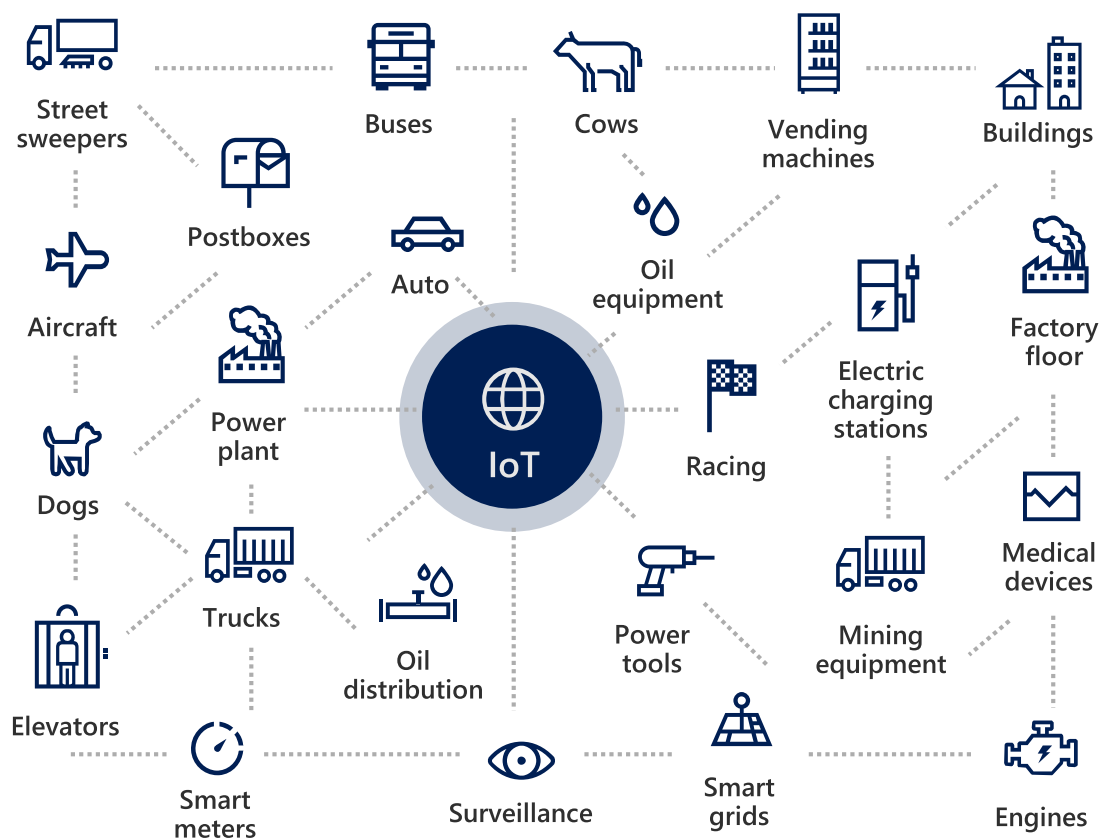 Street
sweepers
Buses
Cows
Vending
machines
Buildings
Postboxes
Auto
Oil
equipment
Aircraft
Factory
floor
Electric
charging
stations
Power
plant
IoT
Racing
Dogs
Medical
devices
Trucks
Power
tools
Mining
equipment
Oil
distribution
Elevators
Smart
meters
Surveillance
Smart
grids
Engines